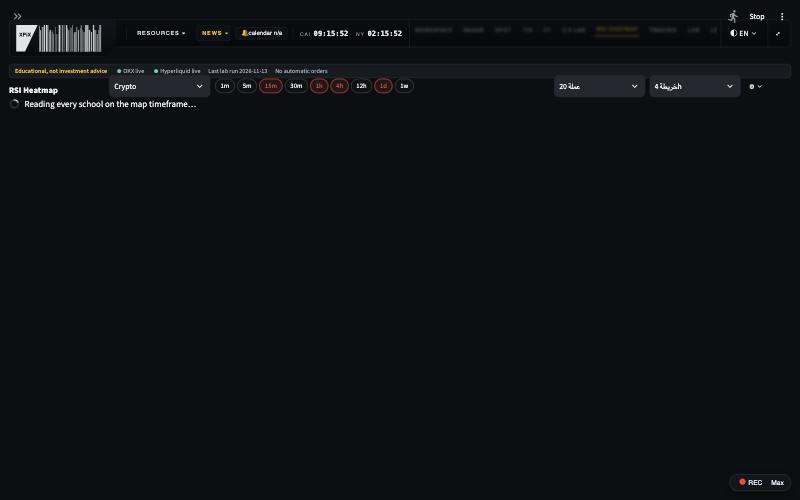 XPIX RESOURCES NEWS calendar n/a CAI 09:15:52 NY 02:15:52 Stop EN
Educational, not investment advice OKX live Hyperliquid live Last lab run 2026-11-13 No automatic orders
RSI Heatmap Crypto 1m 5m 15m 30m 1h 4h 12h 1d 1w 20 عملة الخريطة 4
Reading every school on the map timeframe...
REC Max